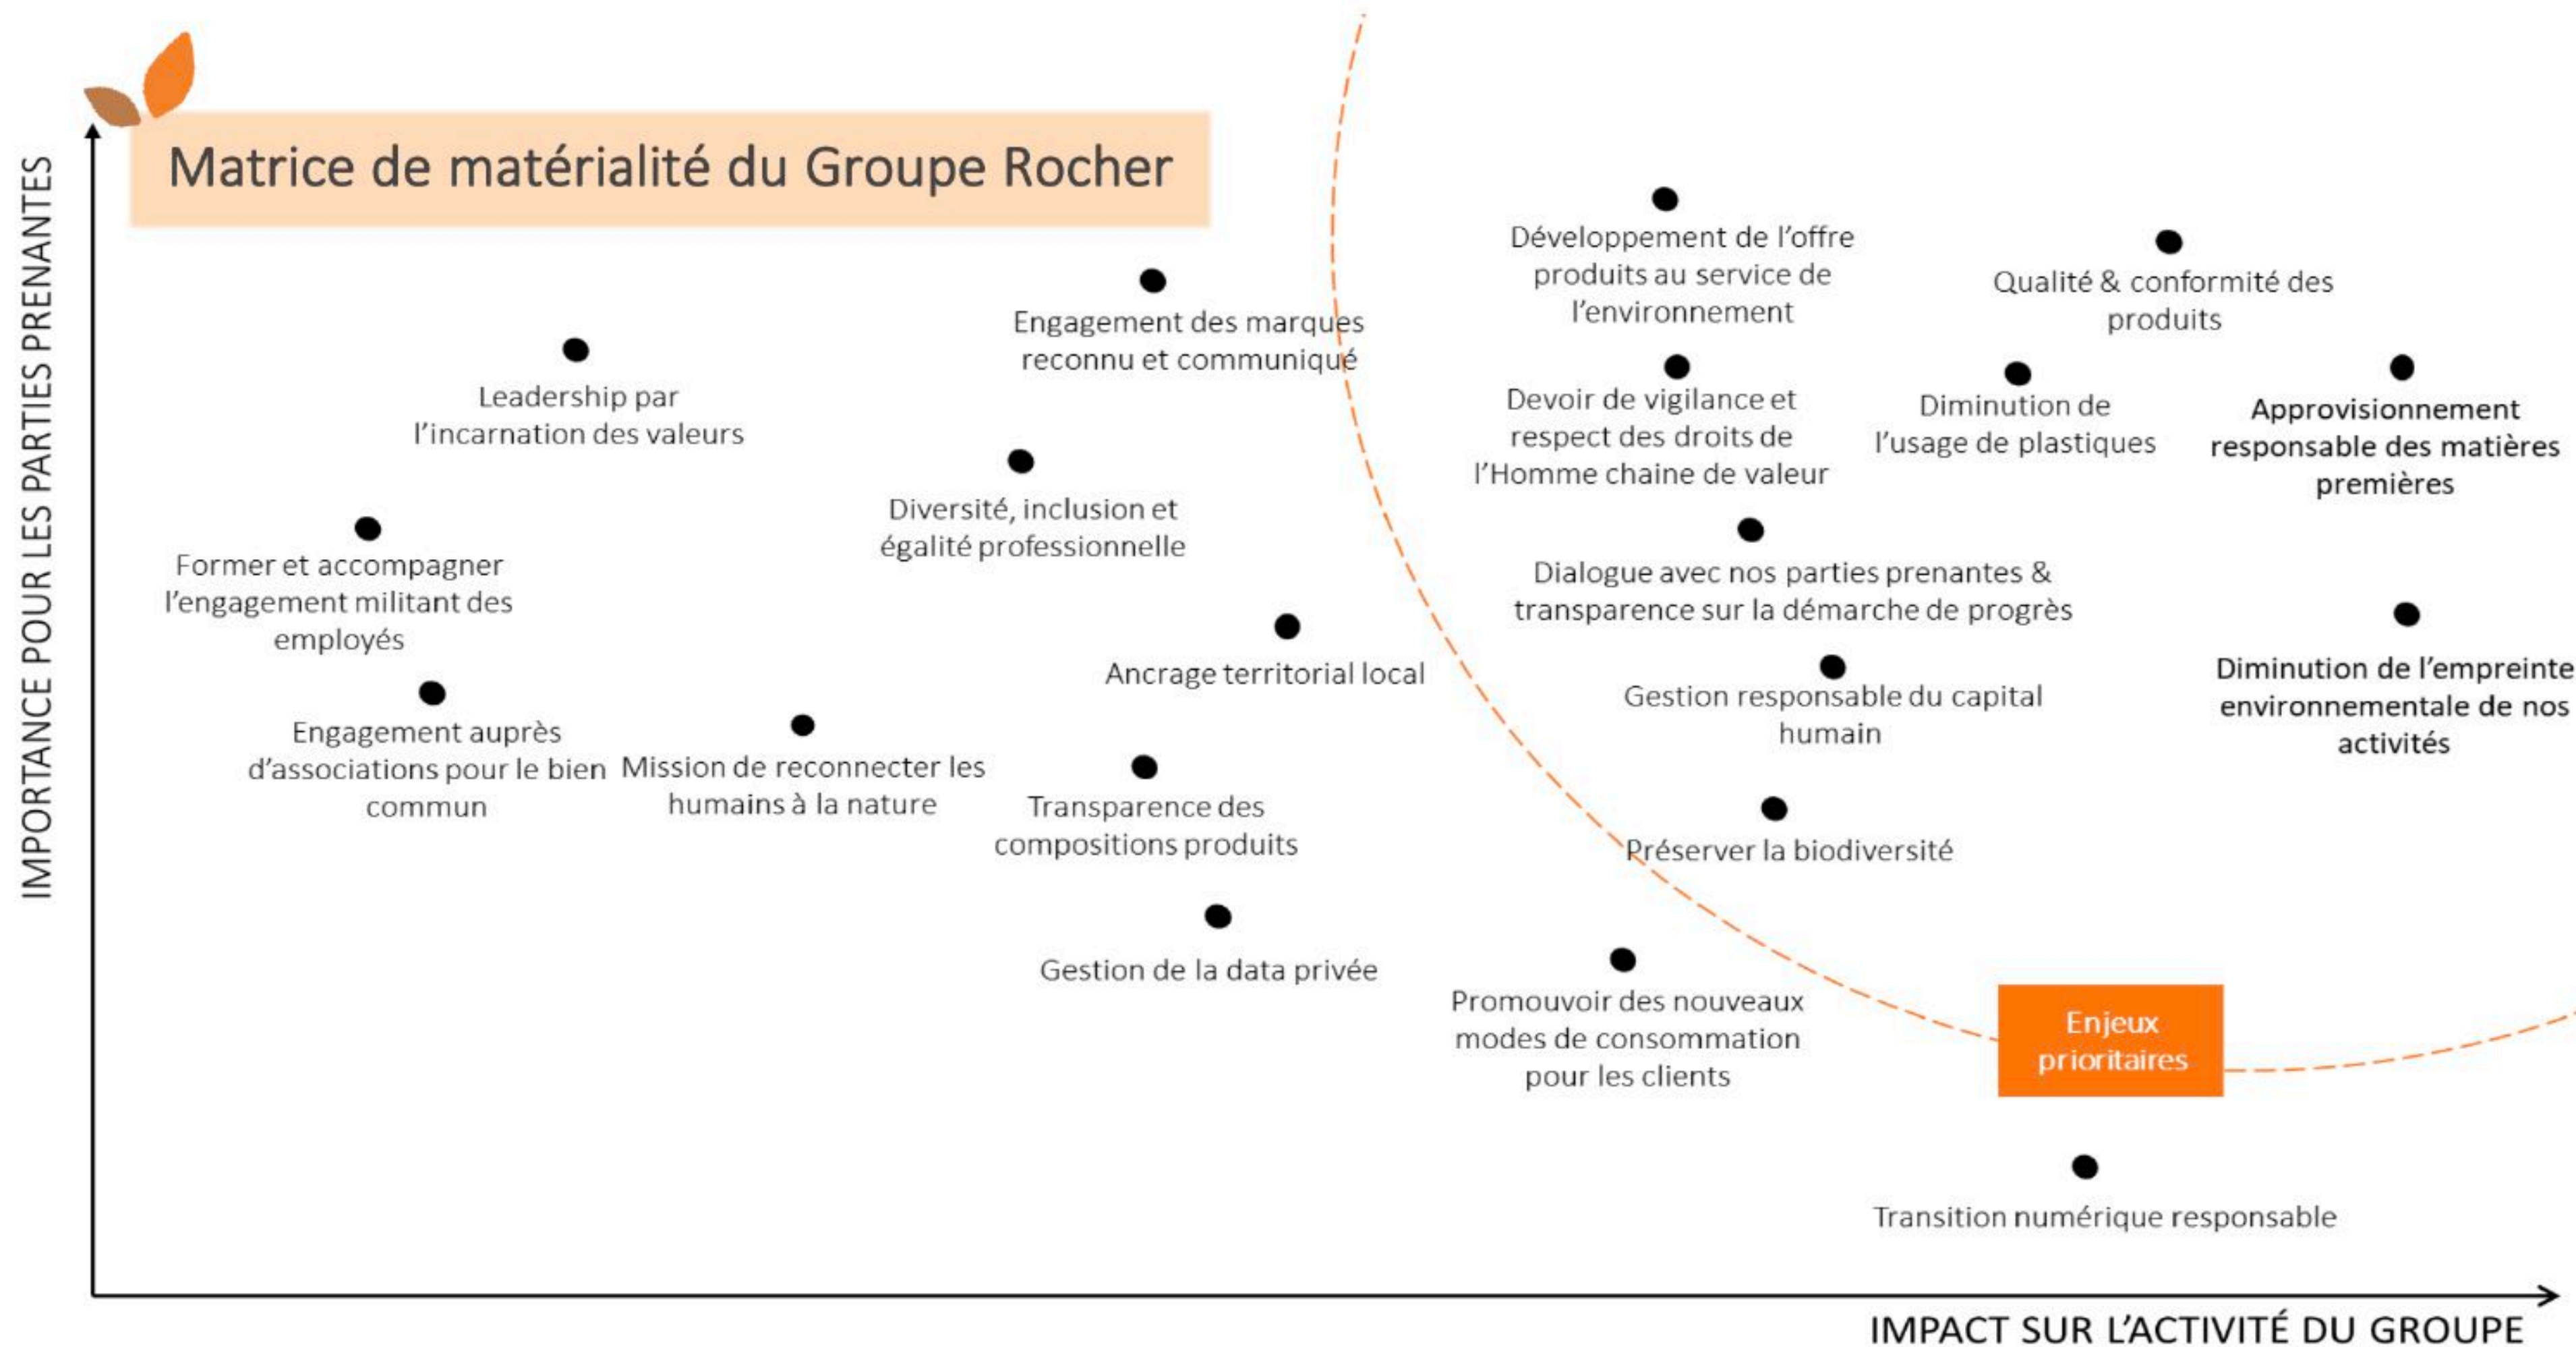 Matrice de matérialité du Groupe Rocher
IMPORTANCE POUR LES PARTIES PRENANTES
Développement de l'offre
produits au service de
l'environnement
Qualité & conformité des
produits
Engagement des marques
reconnu et communiqué
Leadership par
l'incarnation des valeurs
Devoir de vigilance et
respect des droits de
l'Homme chaine de valeur
Diminution de
l'usage de plastiques
Approvisionnement
responsable des matières
premières
Diversité, inclusion et
égalité professionnelle
Former et accompagner
l'engagement militant des
employés
Dialogue avec nos parties prenantes &
transparence sur la démarche de progrès
Ancrage territorial local
Gestion responsable du capital
humain
Diminution de l'empreinte
environnementale de nos
activités
Engagement auprès
d'associations pour le bien
commun
Mission de reconnecter les
humains à la nature
Transparence des
compositions produits
Préserver la biodiversité
Gestion de la data privée
Promouvoir des nouveaux
modes de consommation
pour les clients
Enjeux
prioritaires
Transition numérique responsable
IMPACT SUR L'ACTIVITÉ DU GROUPE